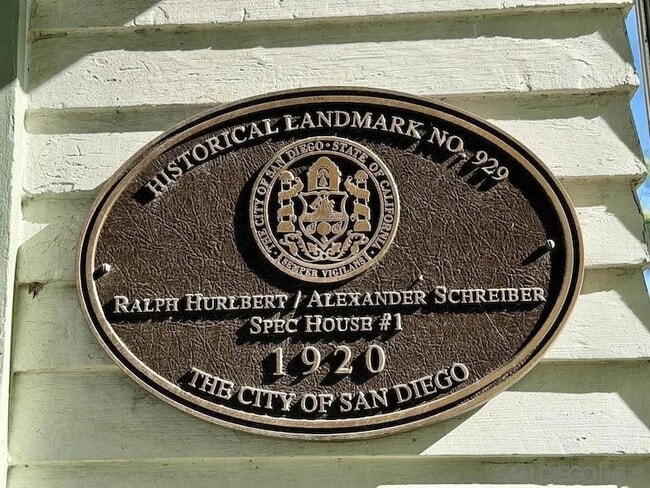 HISTORICAL LANDMARK NO. 929
THE CITY OF SAN DIEGO • STATE OF CALIFORNIA
SEMPER VIGILANS
RALPH HURLBERT / ALEXANDER SCHREIBER
SPEC HOUSE #1
1920
THE CITY OF SAN DIEGO